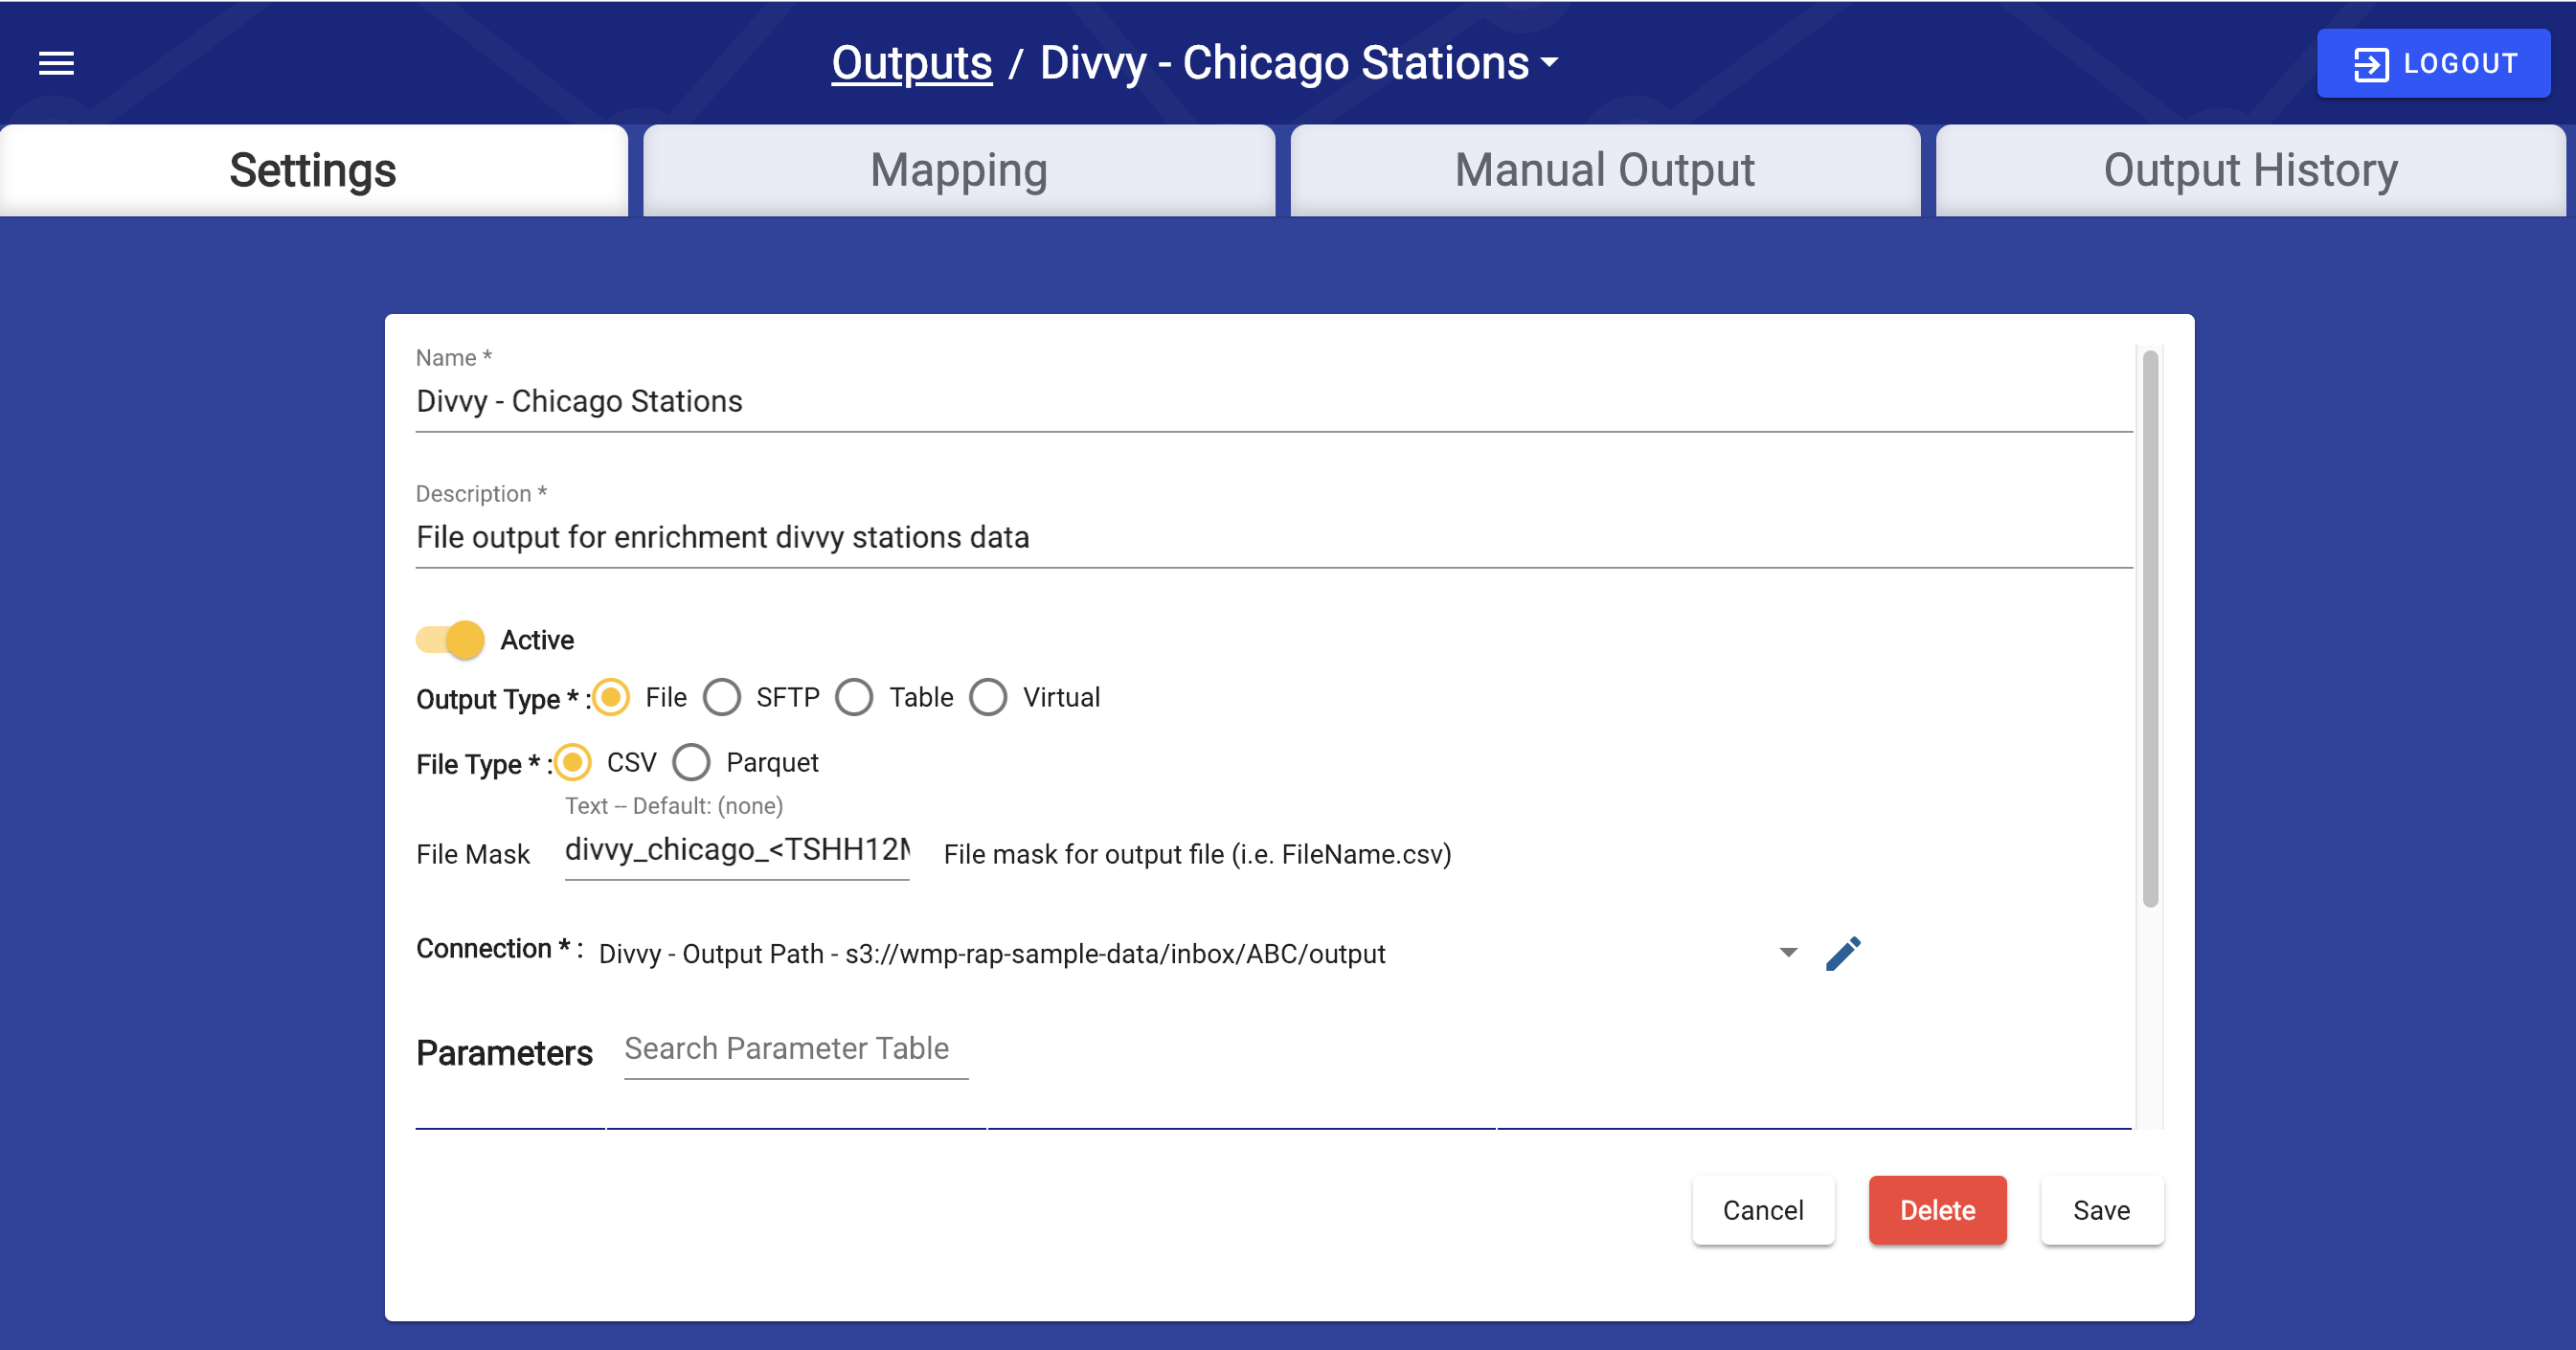 Outputs / Divvy - Chicago Stations
LOGOUT
Settings
Mapping
Manual Output
Output History
Name *
Divvy - Chicago Stations
Description *
File output for enrichment divvy stations data
Active
Output Type * : File SFTP Table Virtual
File Type * : CSV Parquet
Text -- Default: (none)
File Mask divvy_chicago_<TSHH12 File mask for output file (i.e. FileName.csv)
Connection * : Divvy - Output Path - s3://wmp-rap-sample-data/inbox/ABC/output
Parameters Search Parameter Table
Cancel Delete Save